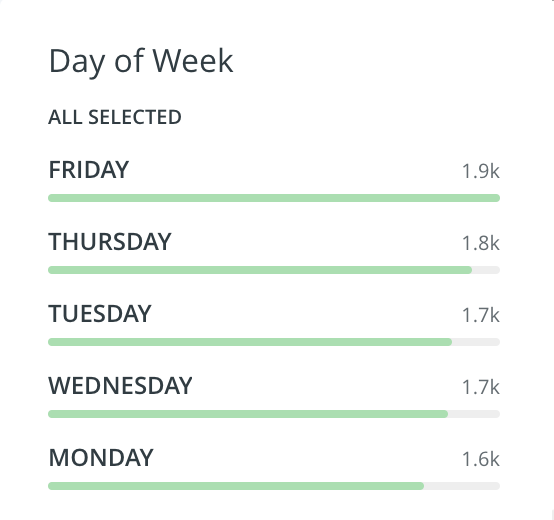 Day of Week
ALL SELECTED
FRIDAY 1.9k
THURSDAY 1.8k
TUESDAY 1.7k
WEDNESDAY 1.7k
MONDAY 1.6k